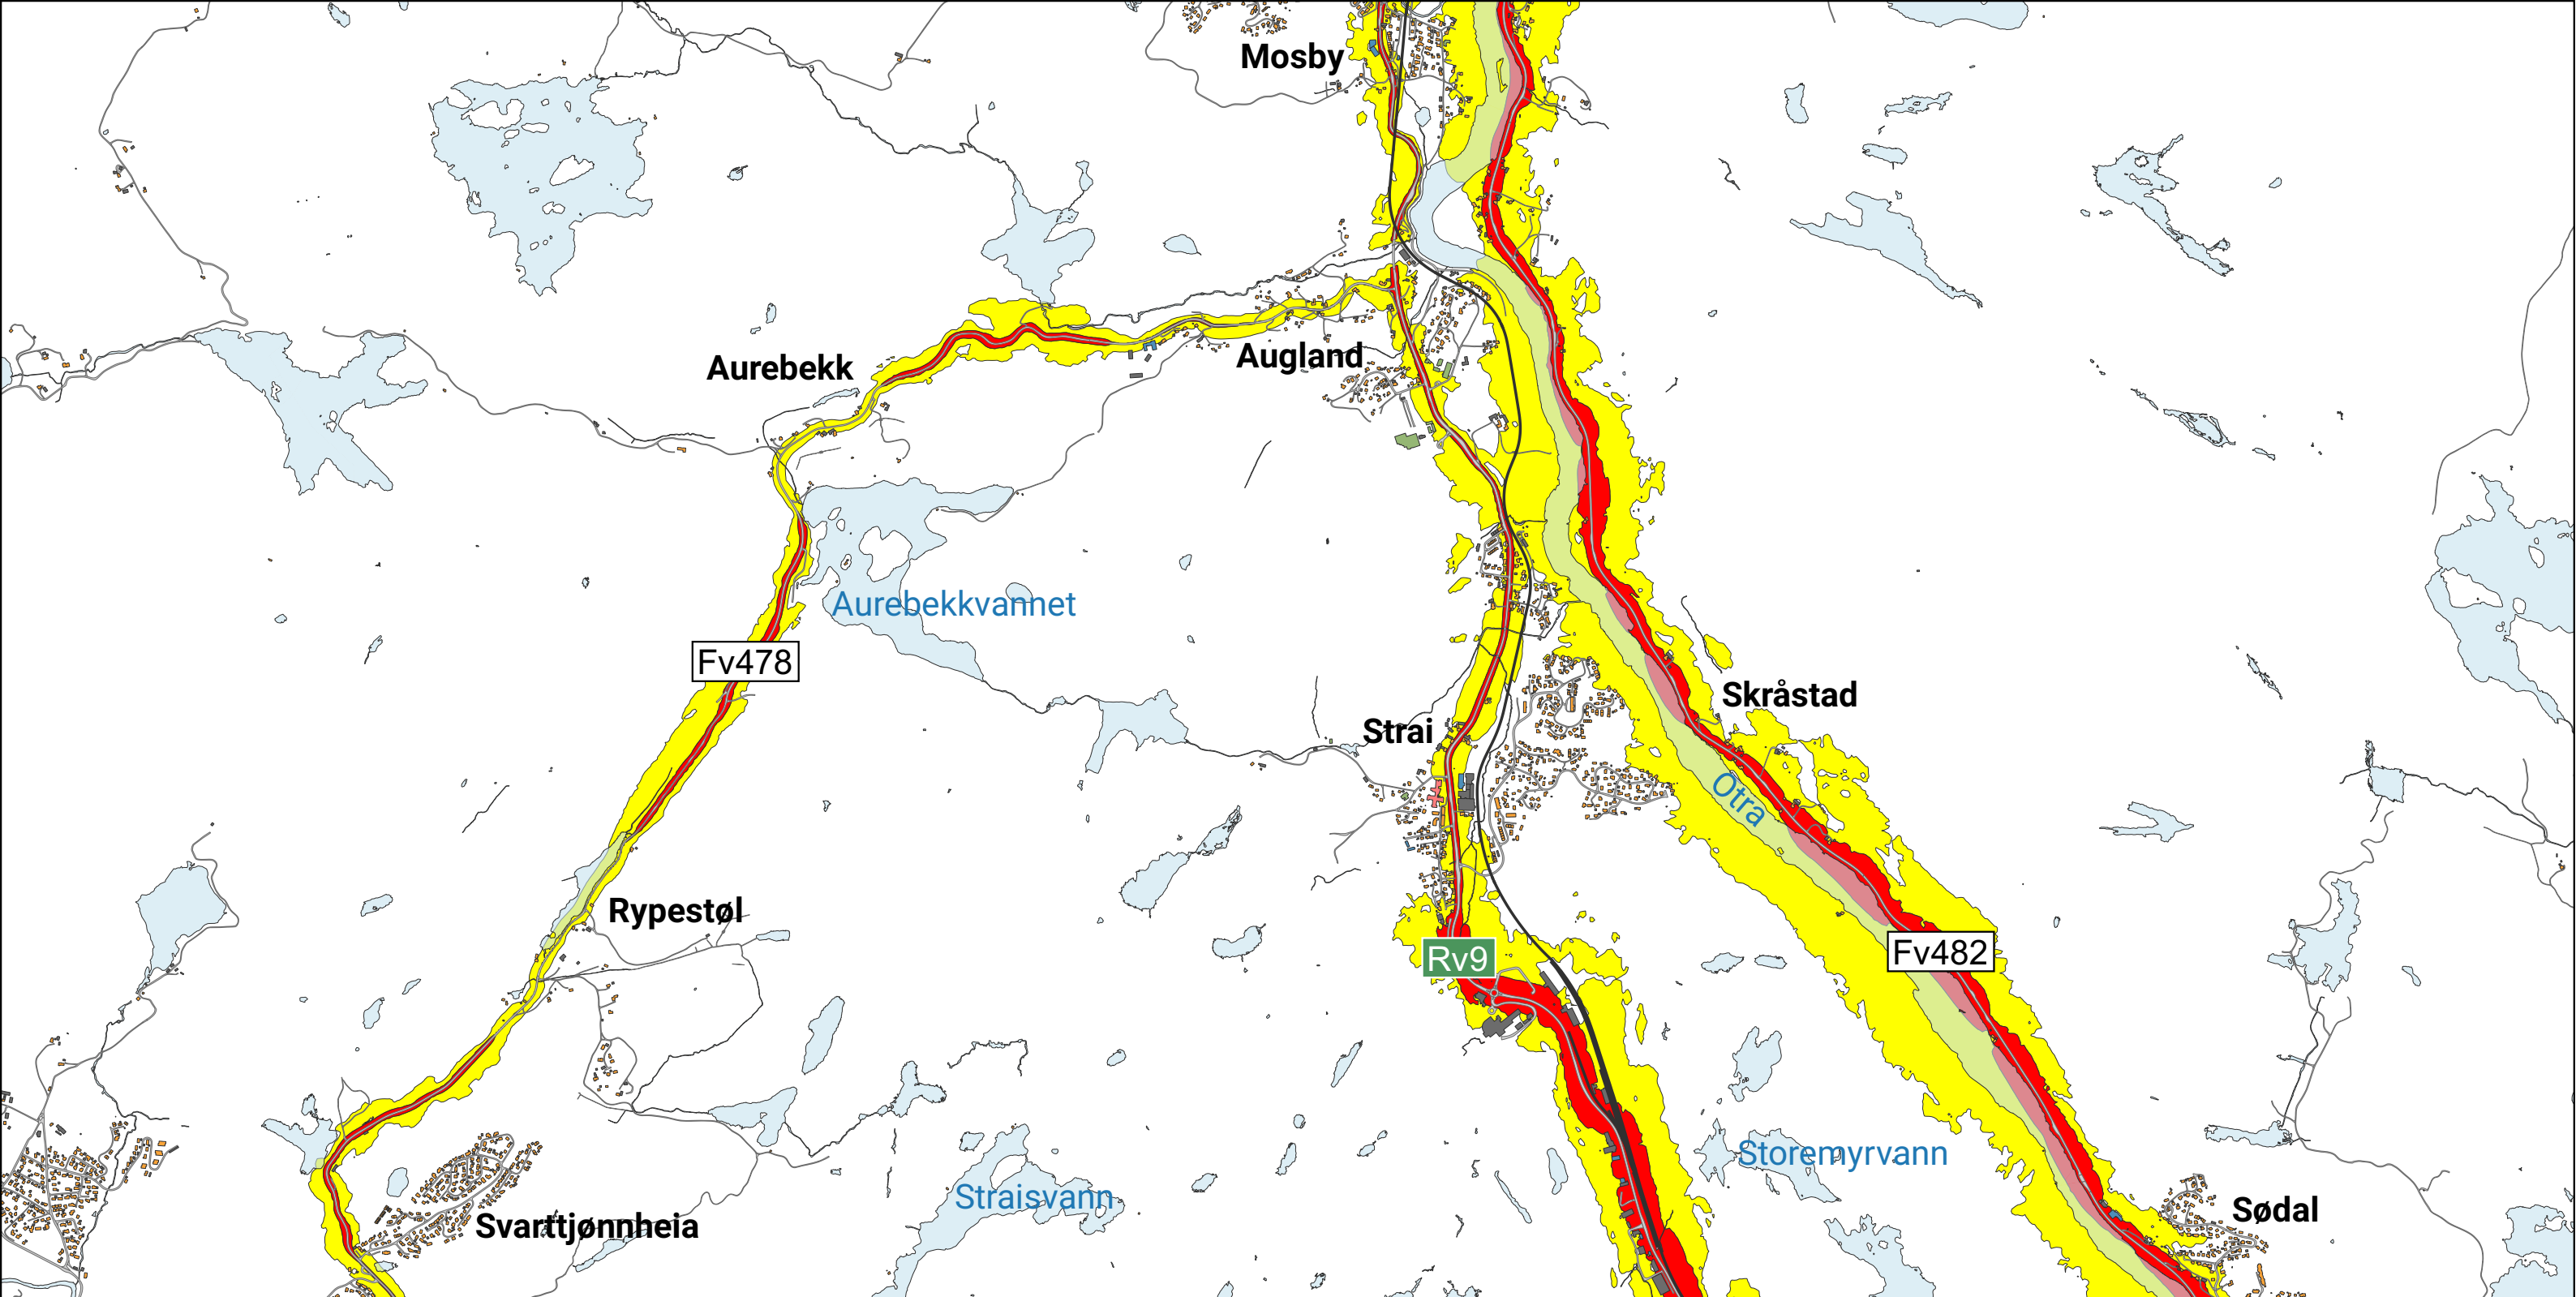 Mosby
Augland
Aurebekk
Aurebekkvannet
Fv478
Skråstad
Strai
Otra
Rypestøl
Fv482
Rv9
Storemyrvann
Straisvann
Sødal
Svarttjønnheia